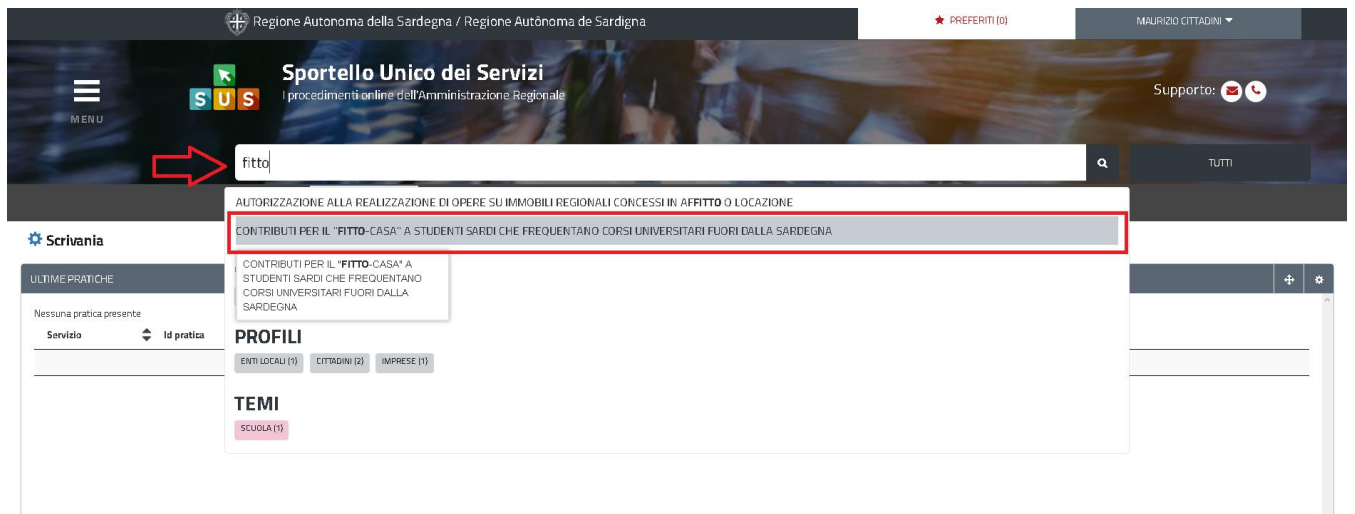 Regione Autonoma della Sardegna / Regione Autònoma de Sardigna
PREFERITI (0)
MAURIZIO CITTADINI
MENU
SUS
Sportello Unico dei Servizi
I procedimenti online dell'Amministrazione Regionale
Supporto:
fitto
TUTTI
AUTORIZZAZIONE ALLA REALIZZAZIONE DI OPERE SU IMMOBILI REGIONALI CONCESSI IN AFFITTO O LOCAZIONE
CONTRIBUTI PER IL "FITTO-CASA" A STUDENTI SARDI CHE FREQUENTANO CORSI UNIVERSITARI FUORI DALLA SARDEGNA
Scrivania
CONTRIBUTI PER IL "FITTO-CASA" A
STUDENTI SARDI CHE FREQUENTANO
CORSI UNIVERSITARI FUORI DALLA
SARDEGNA
ULTIME PRATICHE
Nessuna pratica presente
Servizio
Id pratica
PROFILI
ENTI LOCALI (1)
CITTADINI (2)
IMPRESE (1)
TEMI
SCUOLA (1)